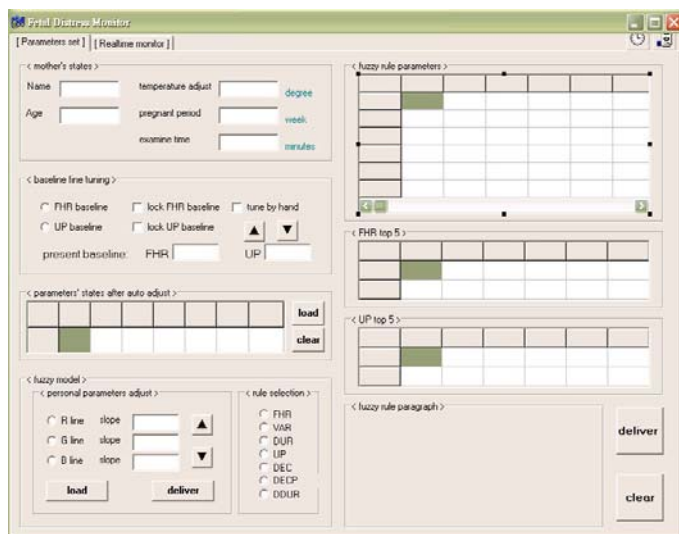 Fetal Distress Monitor
[ Parameters set ] [ Realtime monitor ]
< mother's states >
Name
temperature adjust
degree
Age
pregnant period
week
examine time
minutes
< baseline fine tuning >
FHR baseline
lock FHR baseline
tune by hand
UP baseline
lock UP baseline
present baseline: FHR UP
< parameters' states after auto adjust >
load
clear
< fuzzy model >
< personal parameters adjust >
R line slope
G line slope
B line slope
load
deliver
< rule selection >
FHR
VAR
DUR
UP
DEC
DECP
DDUR
< fuzzy rule parameters >
< FHR top 5 >
< UP top 5 >
< fuzzy rule paragraph >
deliver
clear